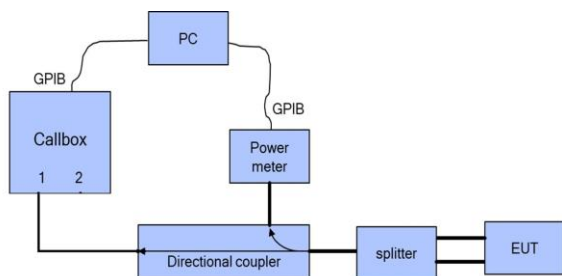 PC
GPIB
GPIB
Callbox
1 2
Power
meter
Directional coupler
splitter
EUT